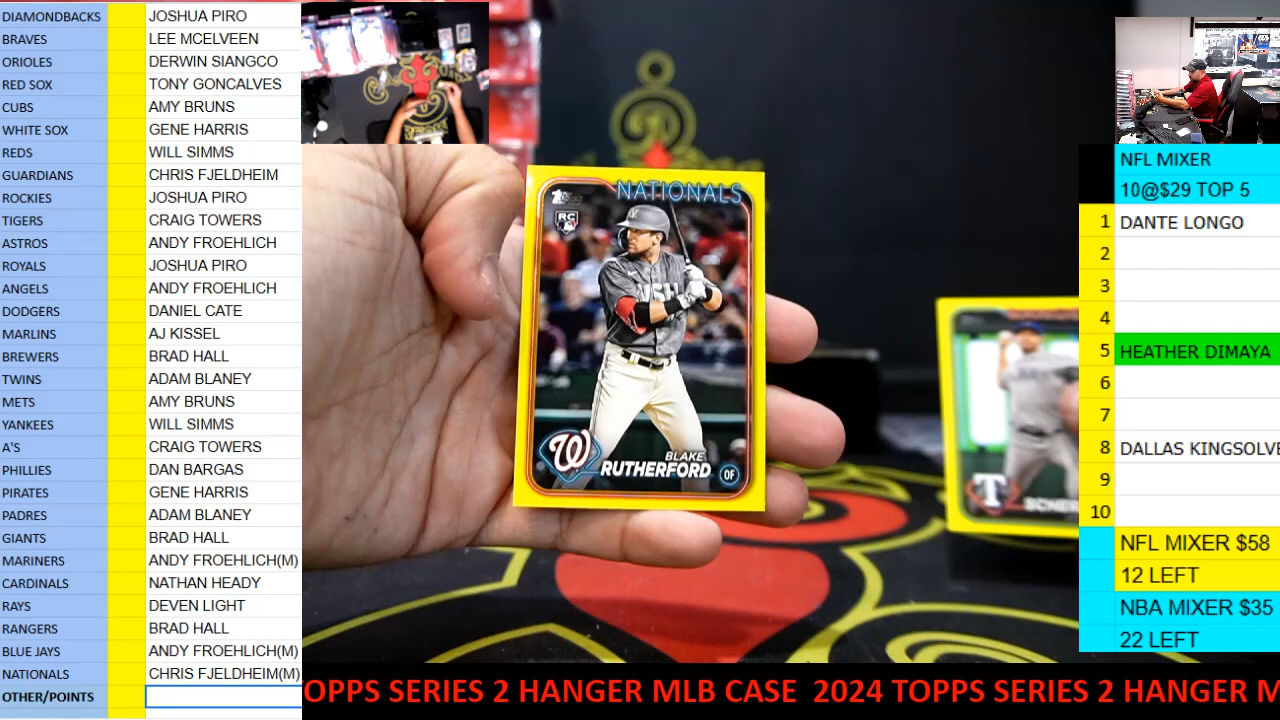 DIAMONDBACKS JOSHUA PIRO
BRAVES LEE MCELVEEN
ORIOLES DERWIN SIANGCO
RED SOX TONY GONCALVES
CUBS AMY BRUNS
WHITE SOX GENE HARRIS
REDS WILL SIMMS
GUARDIANS CHRIS FJELDHEIM
ROCKIES JOSHUA PIRO
TIGERS CRAIG TOWERS
ASTROS ANDY FROEHLICH
ROYALS JOSHUA PIRO
ANGELS ANDY FROEHLICH
DODGERS DANIEL CATE
MARLINS AJ KISSEL
BREWERS BRAD HALL
TWINS ADAM BLANEY
METS AMY BRUNS
YANKEES WILL SIMMS
A'S CRAIG TOWERS
PHILLIES DAN BARGAS
PIRATES GENE HARRIS
PADRES ADAM BLANEY
GIANTS BRAD HALL
MARINERS ANDY FROEHLICH(M)
CARDINALS NATHAN HEADY
RAYS DEVEN LIGHT
RANGERS BRAD HALL
BLUE JAYS ANDY FROEHLICH(M)
NATIONALS CHRIS FJELDHEIM(M)
OTHER/POINTS
NATIONALS
RC
W
BLAKE
RUTHERFORD OF
T
NFL MIXER
10@$29 TOP 5
1 DANTE LONGO
2
3
4
5 HEATHER DIMAYA
6
7
8 DALLAS KINGSOLVE
9
10
NFL MIXER $58
12 LEFT
NBA MIXER $35
22 LEFT
OPPS SERIES 2 HANGER MLB CASE 2024 TOPPS SERIES 2 HANGER M